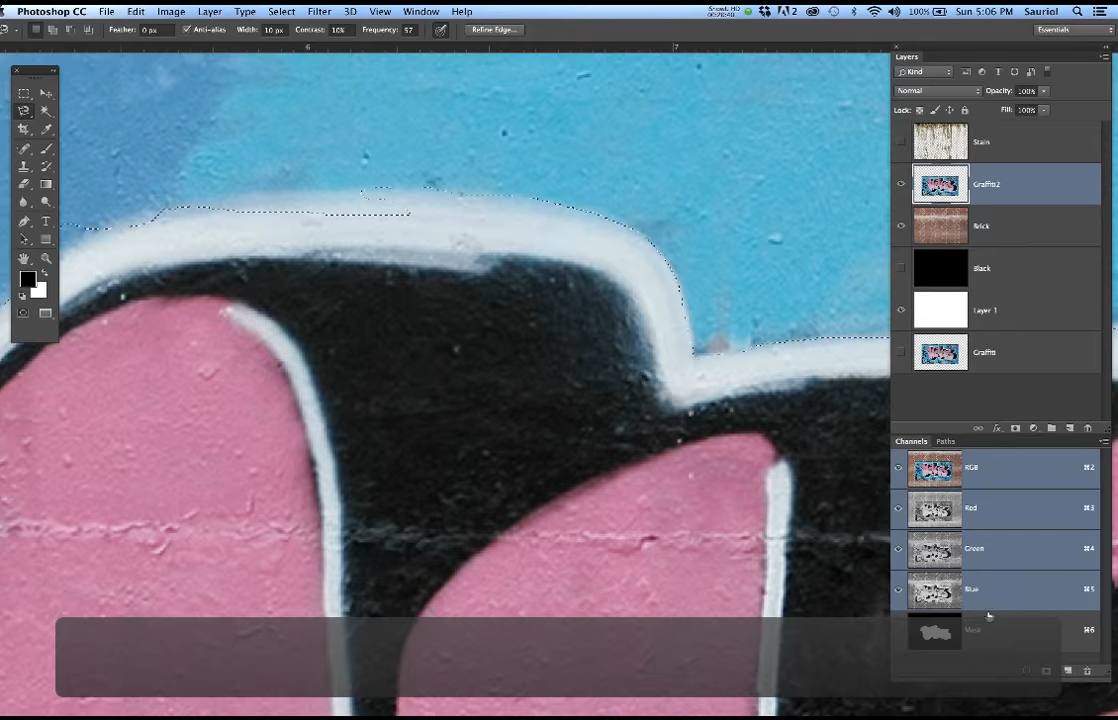 Photoshop CC File Edit Image Layer Type Select Filter 3D View Window Help
2 100% Sun 5:06 PM Sauriol
Feather: 0 px Anti-alias Width: 10 px Contrast: 10% Frequency: 57 Refine Edge... Essentials
6 7
Layers
Kind
Normal Opacity: 100%
Lock: Fill: 100%
Stain
Graffiti2
Brick
Black
Layer 1
Graffiti
Channels Paths
RGB ⌘2
Red ⌘3
Green ⌘4
Blue ⌘5
Mask ⌘6